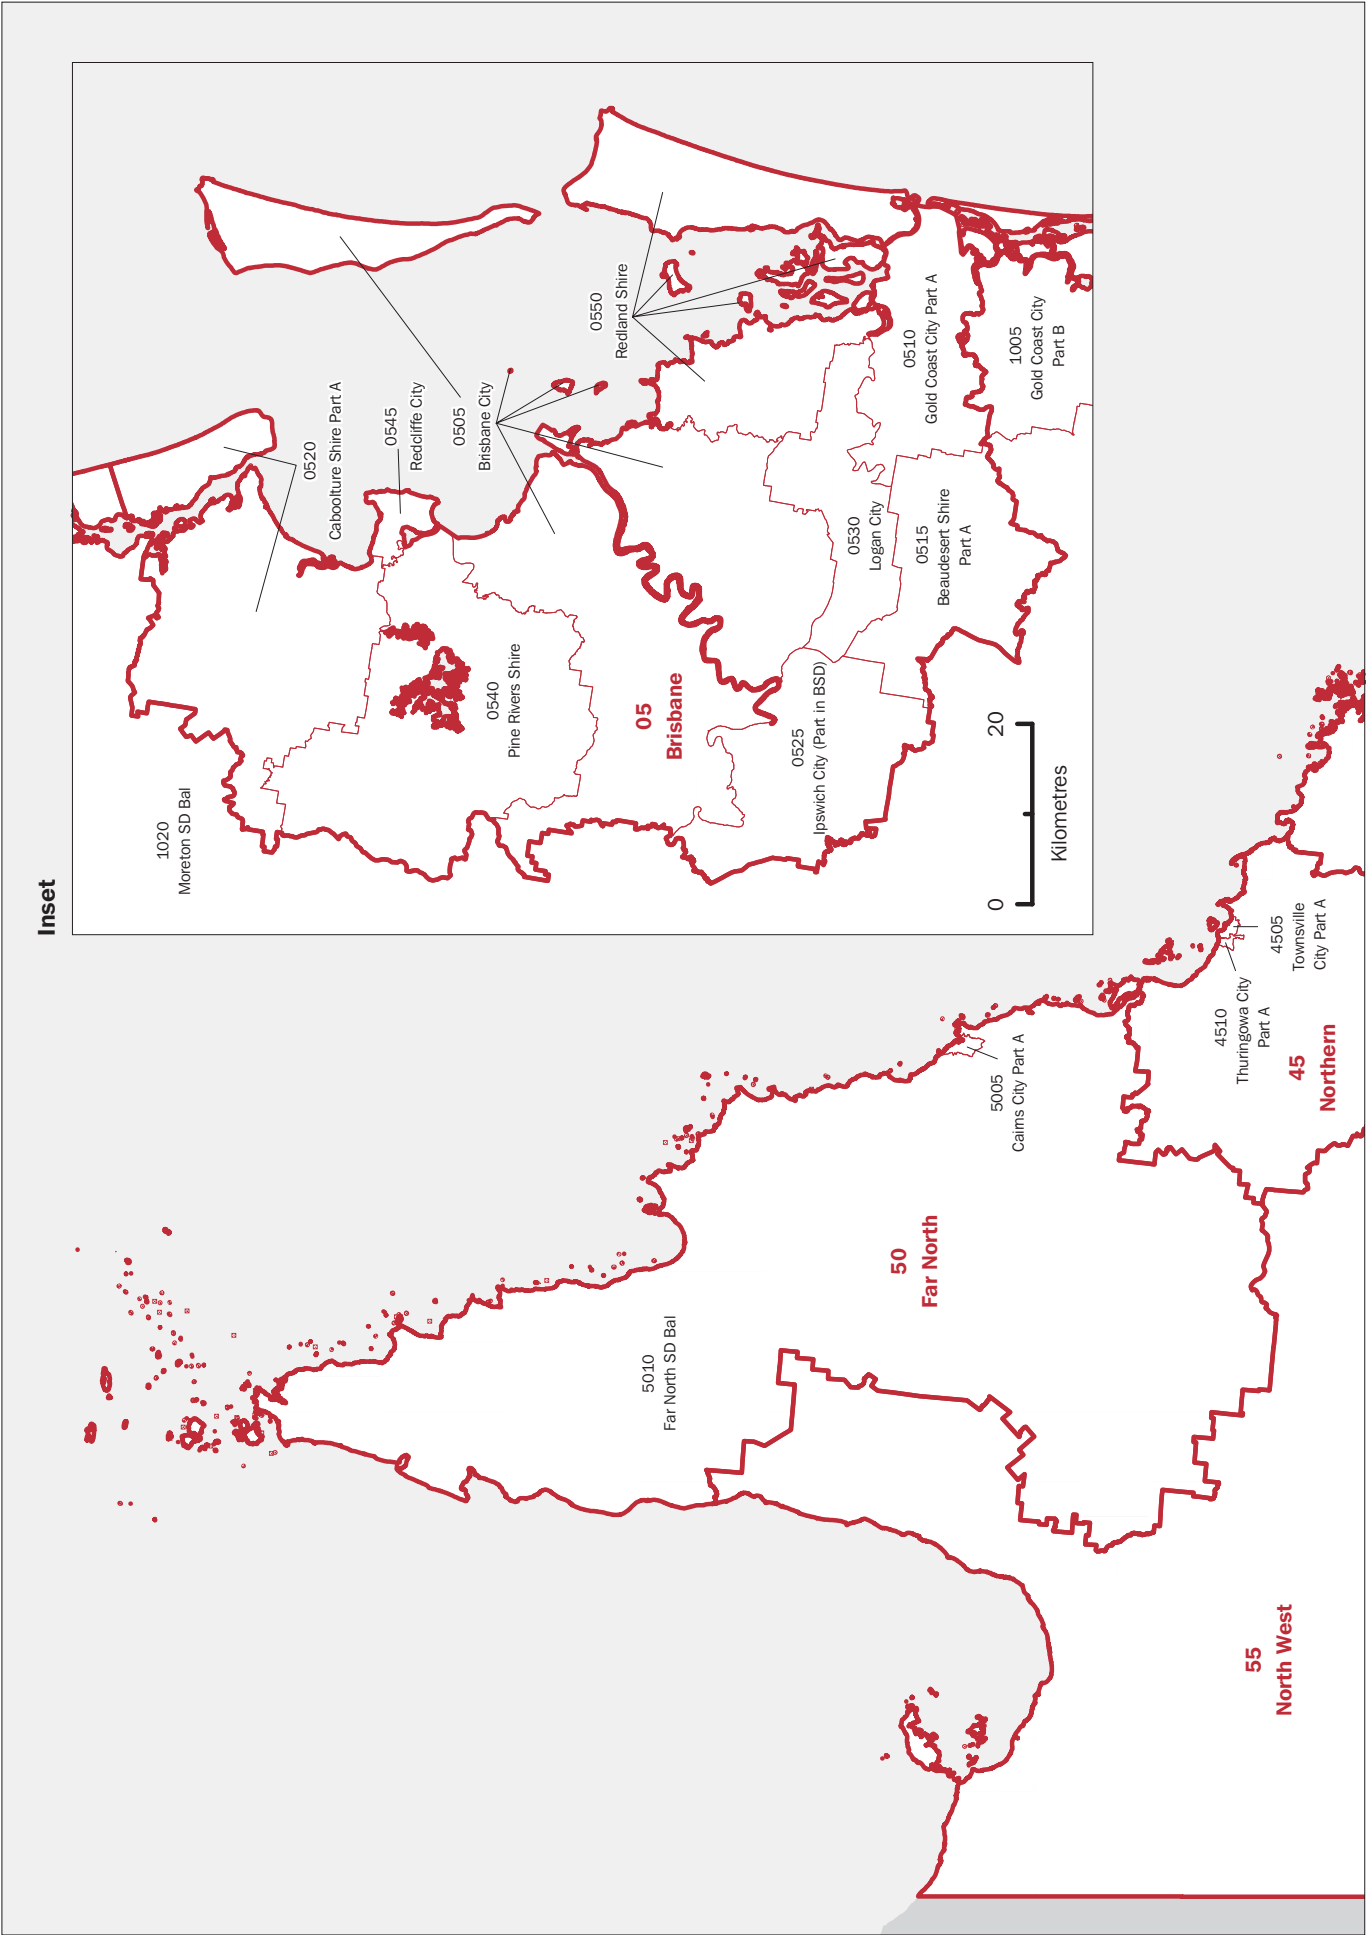 Inset
1020
Moreton SD Bal
0520
Caboolture Shire Part A
0545
Redcliffe City
0505
Brisbane City
0540
Pine Rivers Shire
0550
Redland Shire
05
Brisbane
0525
Ipswich City (Part in BSD)
0530
Logan City
0510
Gold Coast City Part A
0515
Beaudesert Shire
Part A
1005
Gold Coast City
Part B
0
20
Kilometres
5010
Far North SD Bal
50
Far North
5005
Cairns City Part A
4510
Thuringowa City
Part A
4505
Townsville
City Part A
45
Northern
55
North West